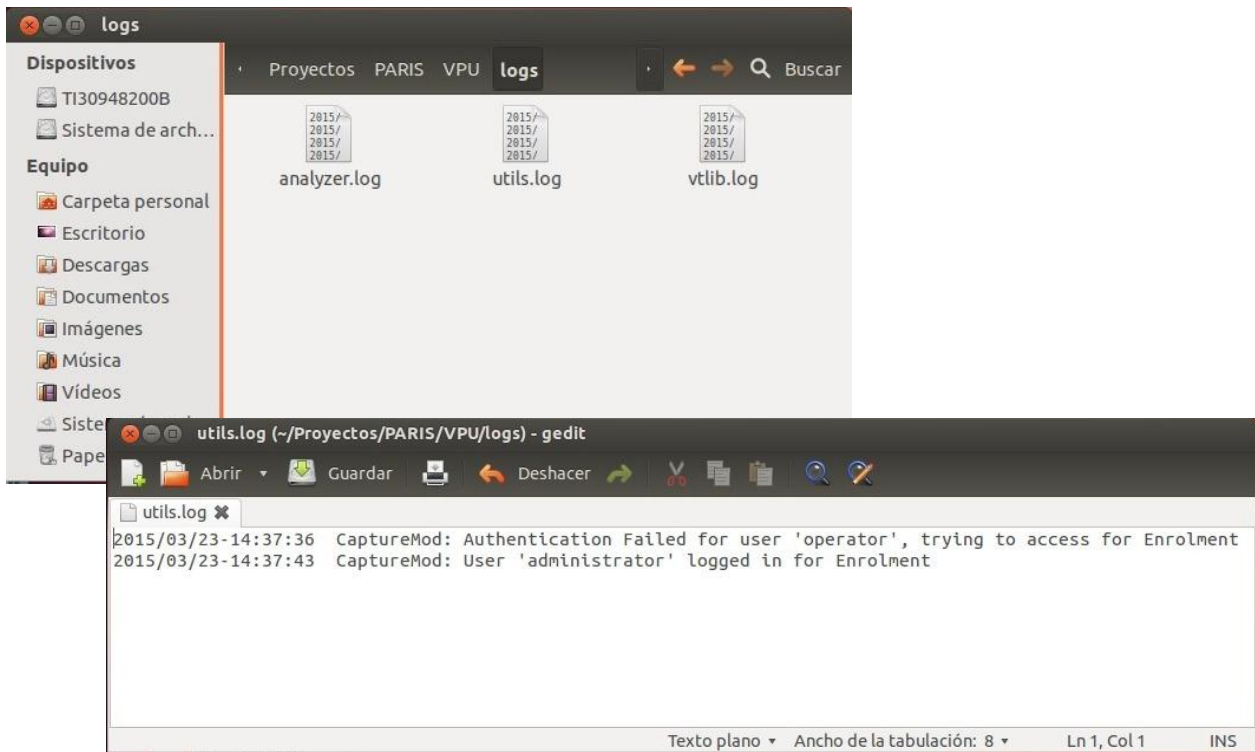 logs
Dispositivos
TI30948200B
Sistema de arch...
Equipo
Carpeta personal
Escritorio
Descargas
Documentos
Imágenes
Música
Vídeos
Siste
Pape
Proyectos PARIS VPU logs
Buscar
2015/
2015/
2015/
2015/
analyzer.log
2015/
2015/
2015/
2015/
utils.log
2015/
2015/
2015/
2015/
vtlib.log
utils.log (~/Proyectos/PARIS/VPU/logs) - gedit
Abrir Guardar Deshacer
utils.log
2015/03/23-14:37:36 CaptureMod: Authentication Failed for user 'operator', trying to access for Enrolment
2015/03/23-14:37:43 CaptureMod: User 'administrator' logged in for Enrolment
Texto plano Ancho de la tabulación: 8 Ln 1, Col 1 INS